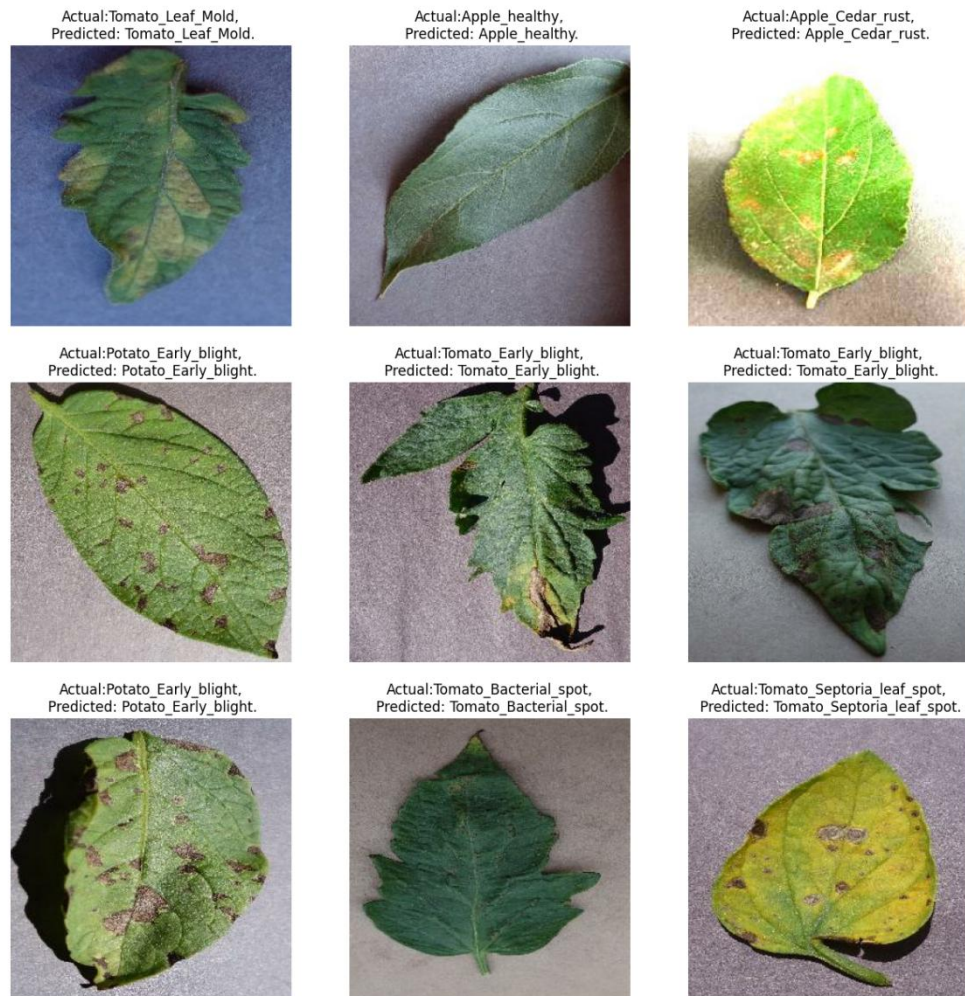 Actual:Tomato_Leaf_Mold,
Predicted: Tomato_Leaf_Mold.
Actual:Apple_healthy,
Predicted: Apple_healthy.
Actual:Apple_Cedar_rust,
Predicted: Apple_Cedar_rust.
Actual:Potato_Early_blight,
Predicted: Potato_Early_blight.
Actual:Tomato_Early_blight,
Predicted: Tomato_Early_blight.
Actual:Tomato_Early_blight,
Predicted: Tomato_Early_blight.
Actual:Potato_Early_blight,
Predicted: Potato_Early_blight.
Actual:Tomato_Bacterial_spot,
Predicted: Tomato_Bacterial_spot.
Actual:Tomato_Septoria_leaf_spot,
Predicted: Tomato_Septoria_leaf_spot.